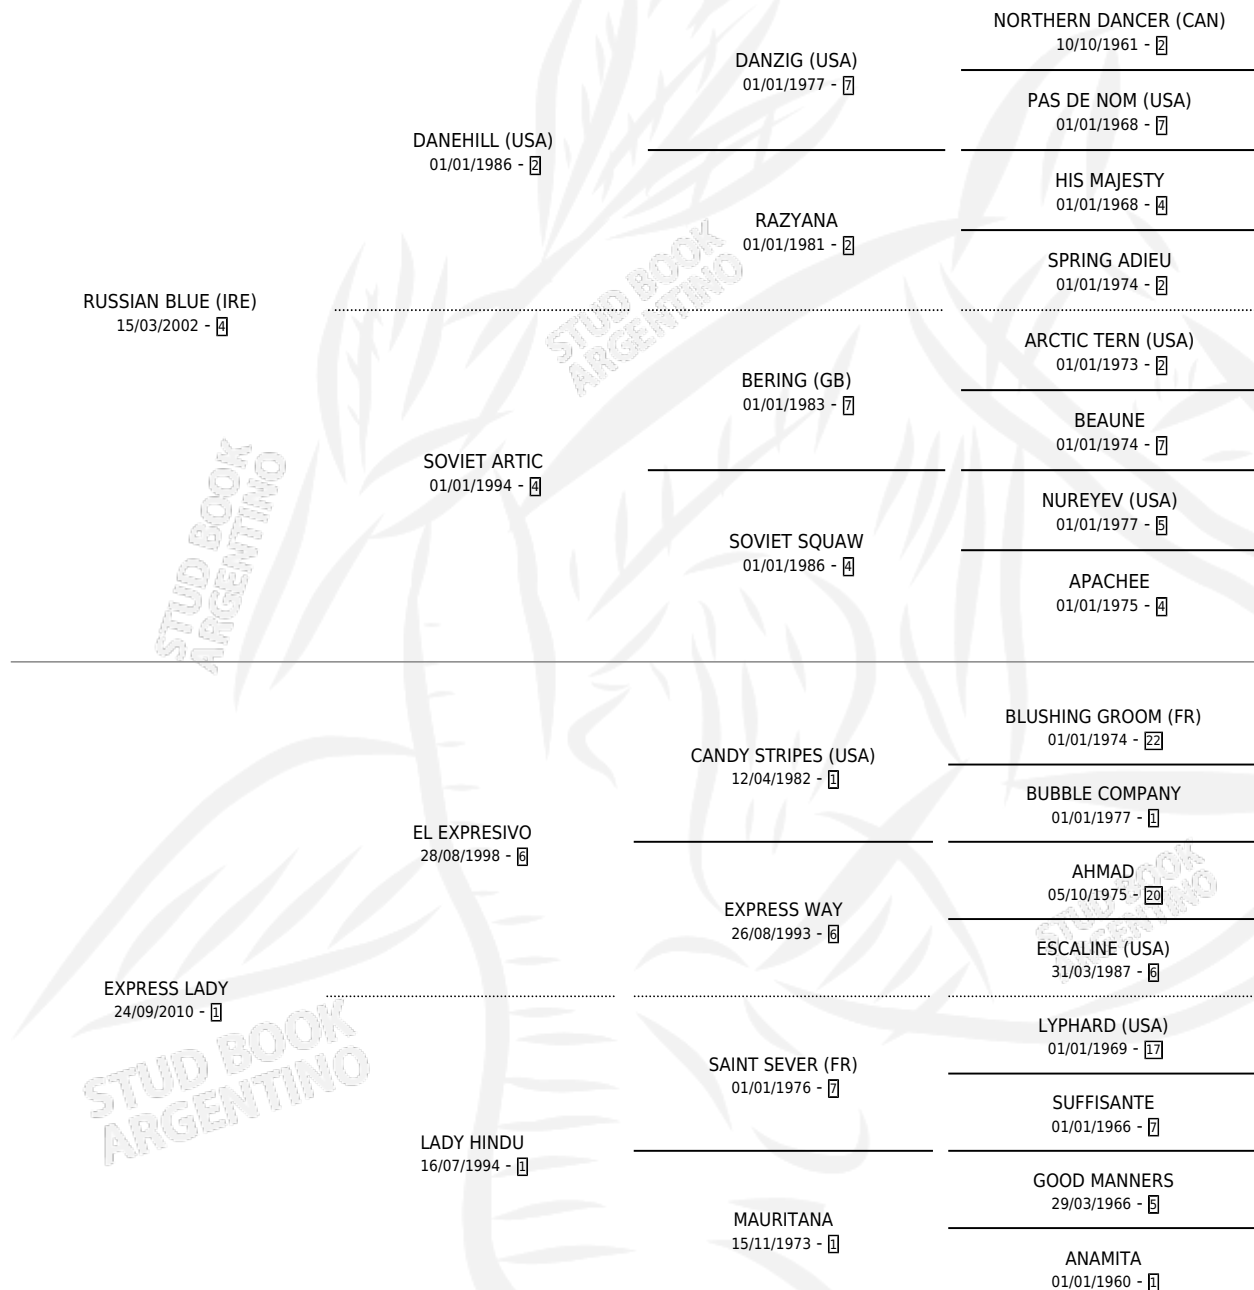 NORTHERN DANCER (CAN)
10/10/1961 - 2
DANZIG (USA)
01/01/1977 - 7
PAS DE NOM (USA)
01/01/1968 - 7
DANEHILL (USA)
01/01/1986 - 2
HIS MAJESTY
01/01/1968 - 4
RAZYANA
01/01/1981 - 2
SPRING ADIEU
01/01/1974 - 2
RUSSIAN BLUE (IRE)
15/03/2002 - 4
STUD BOOK
ARGENTINO
ARCTIC TERN (USA)
01/01/1973 - 2
BERING (GB)
01/01/1983 - 7
BEAUNE
01/01/1974 - 7
SOVIET ARTIC
01/01/1994 - 4
NUREYEV (USA)
01/01/1977 - 5
SOVIET SQUAW
01/01/1986 - 4
APACHEE
01/01/1975 - 4
STUD BOOK
ARGENTINO
BLUSHING GROOM (FR)
01/01/1974 - 22
CANDY STRIPES (USA)
12/04/1982 - 1
BUBBLE COMPANY
01/01/1977 - 1
EL EXPRESIVO
28/08/1998 - 6
AHMAD
05/10/1975 - 20
EXPRESS WAY
26/08/1993 - 6
ESCALINE (USA)
31/03/1987 - 6
STUD BOOK
ARGENTINO
EXPRESS LADY
24/09/2010 - 1
LYPHARD (USA)
01/01/1969 - 17
SAINT SEVER (FR)
01/01/1976 - 7
SUFFISANTE
01/01/1966 - 7
STUD BOOK
ARGENTINO
LADY HINDU
16/07/1994 - 1
GOOD MANNERS
29/03/1966 - 5
MAURITANA
15/11/1973 - 1
ANAMITA
01/01/1960 - 1